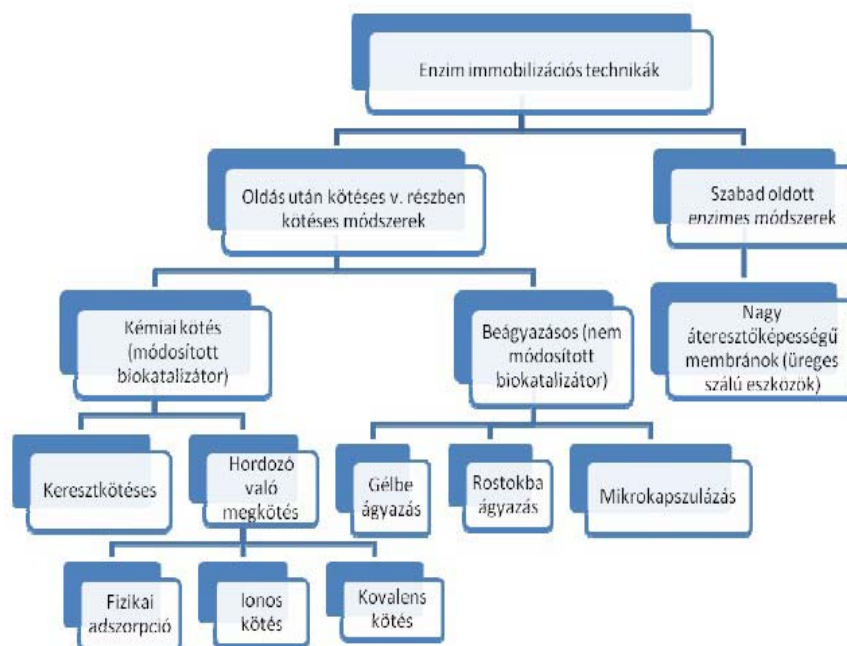 Enzim immobilizációs technikák
Oldás után kötéses v. részben
kötéses módszerek
Szabad oldott
enzimes módszerek
Kémiai kötés
(módosított
biokatalizátor)
Beágyazásos (nem
módosított
biokatalizátor)
Nagy
áteresztőképességű
membránok (üreges
szálú eszközök)
Keresztkötéses
Hordozó
való
megkötés
Gélbe
ágyazás
Rostokba
ágyazás
Mikrokapszulázás
Fizikai
adszorpció
Ionos
kötés
Kovalens
kötés